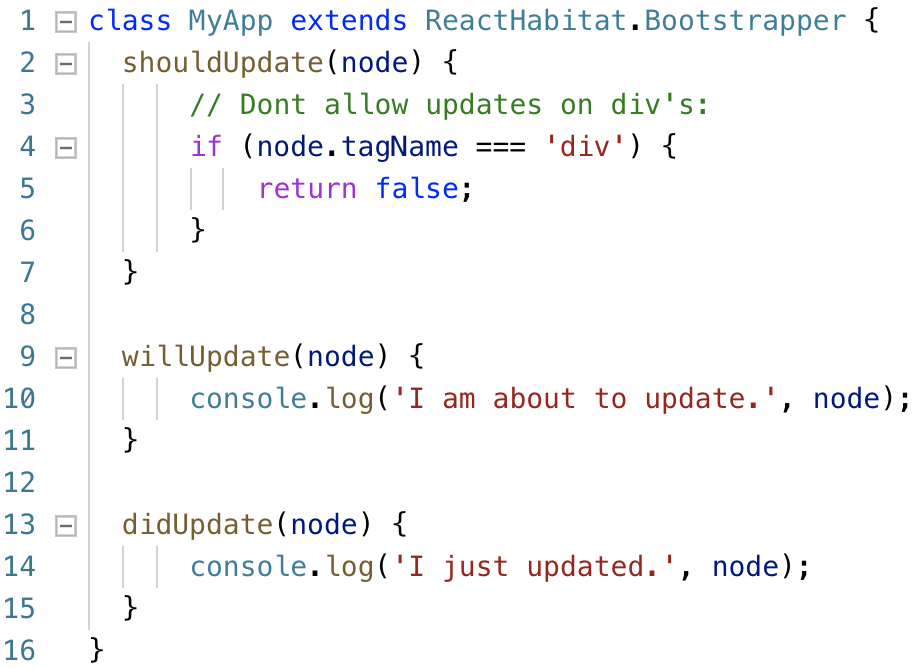 1 class MyApp extends ReactHabitat.Bootstrapper {
2   shouldUpdate(node) {
3       // Dont allow updates on div's:
4       if (node.tagName === 'div') {
5           return false;
6       }
7   }
8
9   willUpdate(node) {
10       console.log('I am about to update.', node);
11   }
12
13   didUpdate(node) {
14       console.log('I just updated.', node);
15   }
16 }